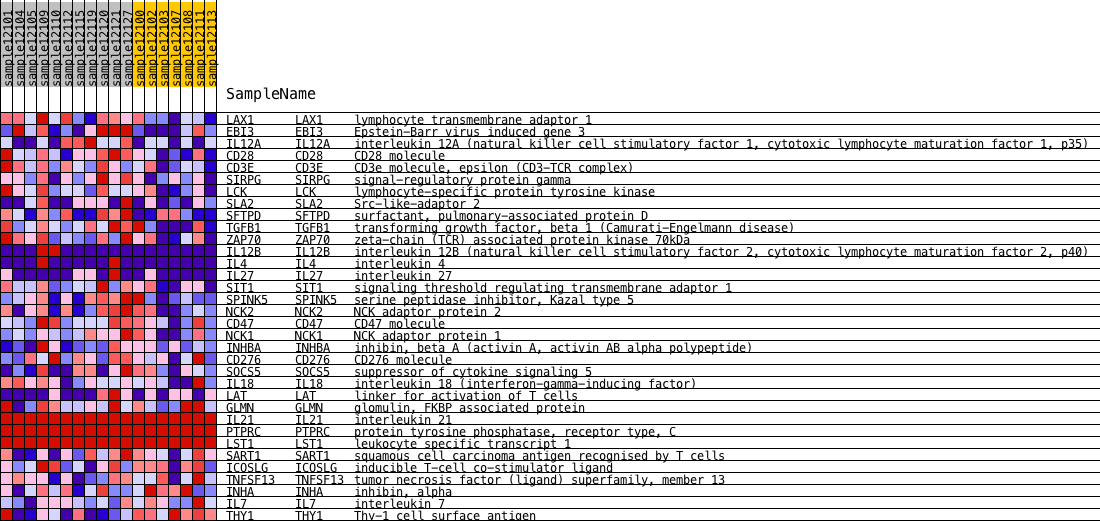 sample12101
sample12104
sample12105
sample12109
sample12110
sample12112
sample12115
sample12119
sample12120
sample12121
sample12127
sample12100
sample12102
sample12103
sample12107
sample12108
sample12111
sample12113
SampleName
LAX1 LAX1 lymphocyte transmembrane adaptor 1
EBI3 EBI3 Epstein-Barr virus induced gene 3
IL12A IL12A interleukin 12A (natural killer cell stimulatory factor 1, cytotoxic lymphocyte maturation factor 1, p35)
CD28 CD28 CD28 molecule
CD3E CD3E CD3e molecule, epsilon (CD3-TCR complex)
SIRPG SIRPG signal-regulatory protein gamma
LCK LCK lymphocyte-specific protein tyrosine kinase
SLA2 SLA2 Src-like-adaptor 2
SFTPD SFTPD surfactant, pulmonary-associated protein D
TGFB1 TGFB1 transforming growth factor, beta 1 (Camurati-Engelmann disease)
ZAP70 ZAP70 zeta-chain (TCR) associated protein kinase 70kDa
IL12B IL12B interleukin 12B (natural killer cell stimulatory factor 2, cytotoxic lymphocyte maturation factor 2, p40)
IL4 IL4 interleukin 4
IL27 IL27 interleukin 27
SIT1 SIT1 signaling threshold regulating transmembrane adaptor 1
SPINK5 SPINK5 serine peptidase inhibitor, Kazal type 5
NCK2 NCK2 NCK adaptor protein 2
CD47 CD47 CD47 molecule
NCK1 NCK1 NCK adaptor protein 1
INHBA INHBA inhibin, beta A (activin A, activin AB alpha polypeptide)
CD276 CD276 CD276 molecule
SOCS5 SOCS5 suppressor of cytokine signaling 5
IL18 IL18 interleukin 18 (interferon-gamma-inducing factor)
LAT LAT linker for activation of T cells
GLMN GLMN glomulin, FKBP associated protein
IL21 IL21 interleukin 21
PTPRC PTPRC protein tyrosine phosphatase, receptor type, C
LST1 LST1 leukocyte specific transcript 1
SART1 SART1 squamous cell carcinoma antigen recognised by T cells
ICOSLG ICOSLG inducible T-cell co-stimulator ligand
TNFSF13 TNFSF13 tumor necrosis factor (ligand) superfamily, member 13
INHA INHA inhibin, alpha
IL7 IL7 interleukin 7
THY1 THY1 Thy-1 cell surface antigen